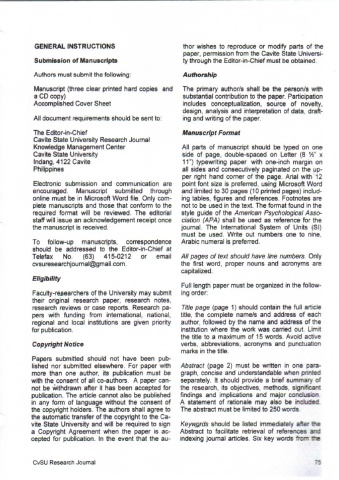 GENERAL INSTRUCTIONS
Submission of Manuscripts
Authors must submit the following:
Manuscript (three clear printed hard copies and
a CD copy)
Accomplished Cover Sheet
All document requirements should be sent to:
The Editor-in-Chief
Cavite State University Research Journal
Knowledge Management Center
Cavite State University
Indang, 4122 Cavite
Philippines
Electronic submission and communication are
encouraged. Manuscript submitted through
online must be in Microsoft Word file. Only com-
plete manuscripts and those that conform to the
required format will be reviewed. The editorial
staff will issue an acknowledgement receipt once
the manuscript is received.
To follow-up manuscripts, correspondence
should be addressed to the Editor-in-Chief at
Telefax No. (63) 415-0212 or email
cvsuresearchjournal@gmail.com.
Eligibility
Faculty-researchers of the University may submit
their original research paper, research notes,
research reviews or case reports. Research pa-
pers with funding from international, national,
regional and local institutions are given priority
for publication.
Copyright Notice
Papers submitted should not have been pub-
lished nor submitted elsewhere. For paper with
more than one author, its publication must be
with the consent of all co-authors. A paper can-
not be withdrawn after it has been accepted for
publication. The article cannot also be published
in any form of language without the consent of
the copyright holders. The authors shall agree to
the automatic transfer of the copyright to the Ca-
vite State University and will be required to sign
a Copyright Agreement when the paper is ac-
cepted for publication. In the event that the au-
thor wishes to reproduce or modify parts of the
paper, permission from the Cavite State Universi-
ty through the Editor-in-Chief must be obtained.
Authorship
The primary author/s shall be the person/s with
substantial contribution to the paper. Participation
includes conceptualization, source of novelty,
design, analysis and interpretation of data, draft-
ing and writing of the paper.
Manuscript Format
All parts of manuscript should be typed on one
side of page, double-spaced on Letter (8 ½" x
11") typewriting paper with one-inch margin on
all sides and consecutively paginated on the up-
per right hand corner of the page. Arial with 12
point font size is preferred, using Microsoft Word
and limited to 30 pages (10 printed pages) includ-
ing tables, figures and references. Footnotes are
not to be used in the text. The format found in the
style guide of the American Psychological Asso-
ciation (APA) shall be used as reference for the
journal. The International System of Units (SI)
must be used. Write out numbers one to nine,
Arabic numeral is preferred.
All pages of text should have line numbers. Only
the first word, proper nouns and acronyms are
capitalized.
Full length paper must be organized in the follow-
ing order:
Title page (page 1) should contain the full article
title, the complete name/s and address of each
author, followed by the name and address of the
institution where the work was carried out. Limit
the title to a maximum of 15 words. Avoid active
verbs, abbreviations, acronyms and punctuation
marks in the title.
Abstract (page 2) must be written in one para-
graph, concise and understandable when printed
separately. It should provide a brief summary of
the research, its objectives, methods, significant
findings and implications and major conclusion.
A statement of rationale may also be included.
The abstract must be limited to 250 words.
Keywords should be listed immediately after the
Abstract to facilitate retrieval of references and
indexing journal articles. Six key words from the
CvSU Research Journal
75